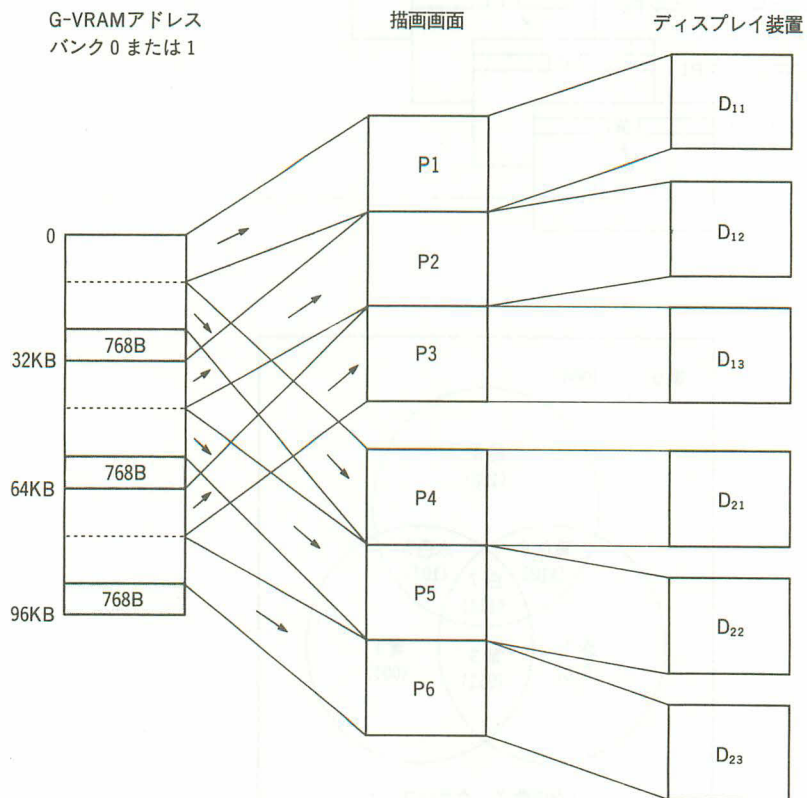 G-VRAMアドレス
バンク0または1
描画画面
ディスプレイ装置
D₁₁
P1
D₁₂
0
P2
768B
32KB
P3
D₁₃
768B
64KB
P4
D₂₁
768B
96KB
P5
D₂₂
P6
D₂₃